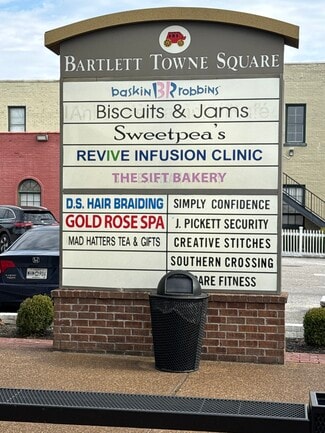 BARTLETT TOWNE SQUARE
baskin BR robbins
Biscuits & Jams
Sweetpea's
REVIVE INFUSION CLINIC
THE SIFT BAKERY
D.S. HAIR BRAIDING
GOLD ROSE SPA
MAD HATTERS TEA & GIFTS
SIMPLY CONFIDENCE
J. PICKETT SECURITY
CREATIVE STITCHES
SOUTHERN CROSSING
ARE FITNESS